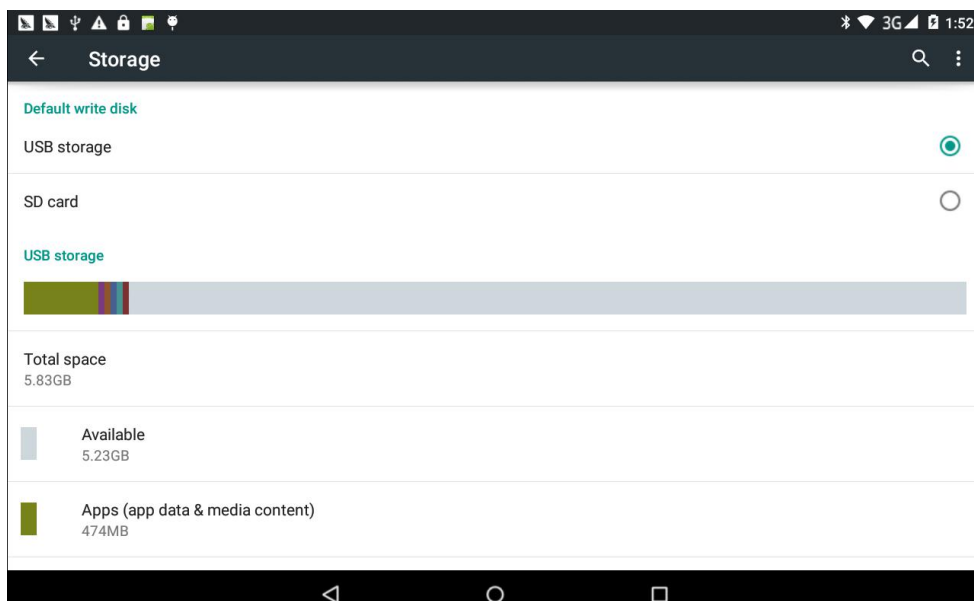 3G 1:52
Storage
Default write disk
USB storage
SD card
USB storage
Total space
5.83GB
Available
5.23GB
Apps (app data & media content)
474MB